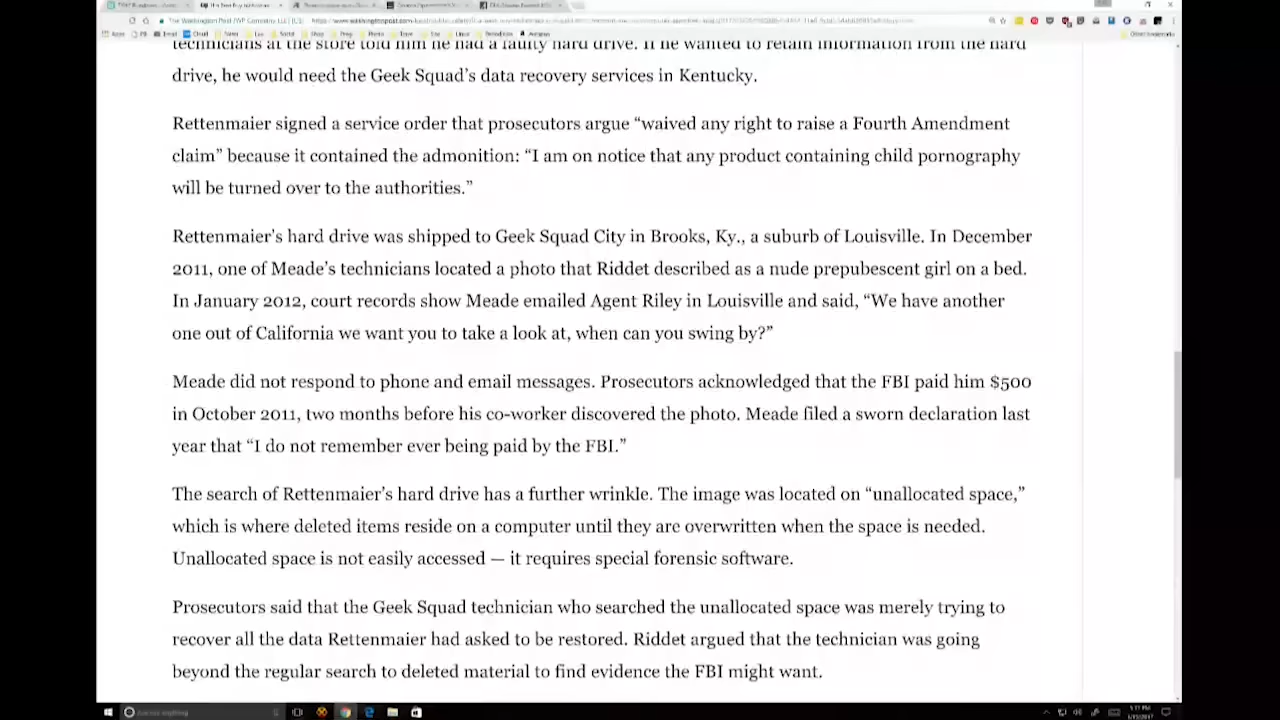 The Washington Post (WP Company LLC) [US]
technicians at the store told him he had a faulty hard drive. If he wanted to retain information from the hard
drive, he would need the Geek Squad's data recovery services in Kentucky.
Rettenmaier signed a service order that prosecutors argue “waived any right to raise a Fourth Amendment
claim” because it contained the admonition: “I am on notice that any product containing child pornography
will be turned over to the authorities.”
Rettenmaier's hard drive was shipped to Geek Squad City in Brooks, Ky., a suburb of Louisville. In December
2011, one of Meade's technicians located a photo that Riddet described as a nude prepubescent girl on a bed.
In January 2012, court records show Meade emailed Agent Riley in Louisville and said, “We have another
one out of California we want you to take a look at, when can you swing by?”
Meade did not respond to phone and email messages. Prosecutors acknowledged that the FBI paid him $500
in October 2011, two months before his co-worker discovered the photo. Meade filed a sworn declaration last
year that “I do not remember ever being paid by the FBI.”
The search of Rettenmaier's hard drive has a further wrinkle. The image was located on “unallocated space,”
which is where deleted items reside on a computer until they are overwritten when the space is needed.
Unallocated space is not easily accessed — it requires special forensic software.
Prosecutors said that the Geek Squad technician who searched the unallocated space was merely trying to
recover all the data Rettenmaier had asked to be restored. Riddet argued that the technician was going
beyond the regular search to deleted material to find evidence the FBI might want.